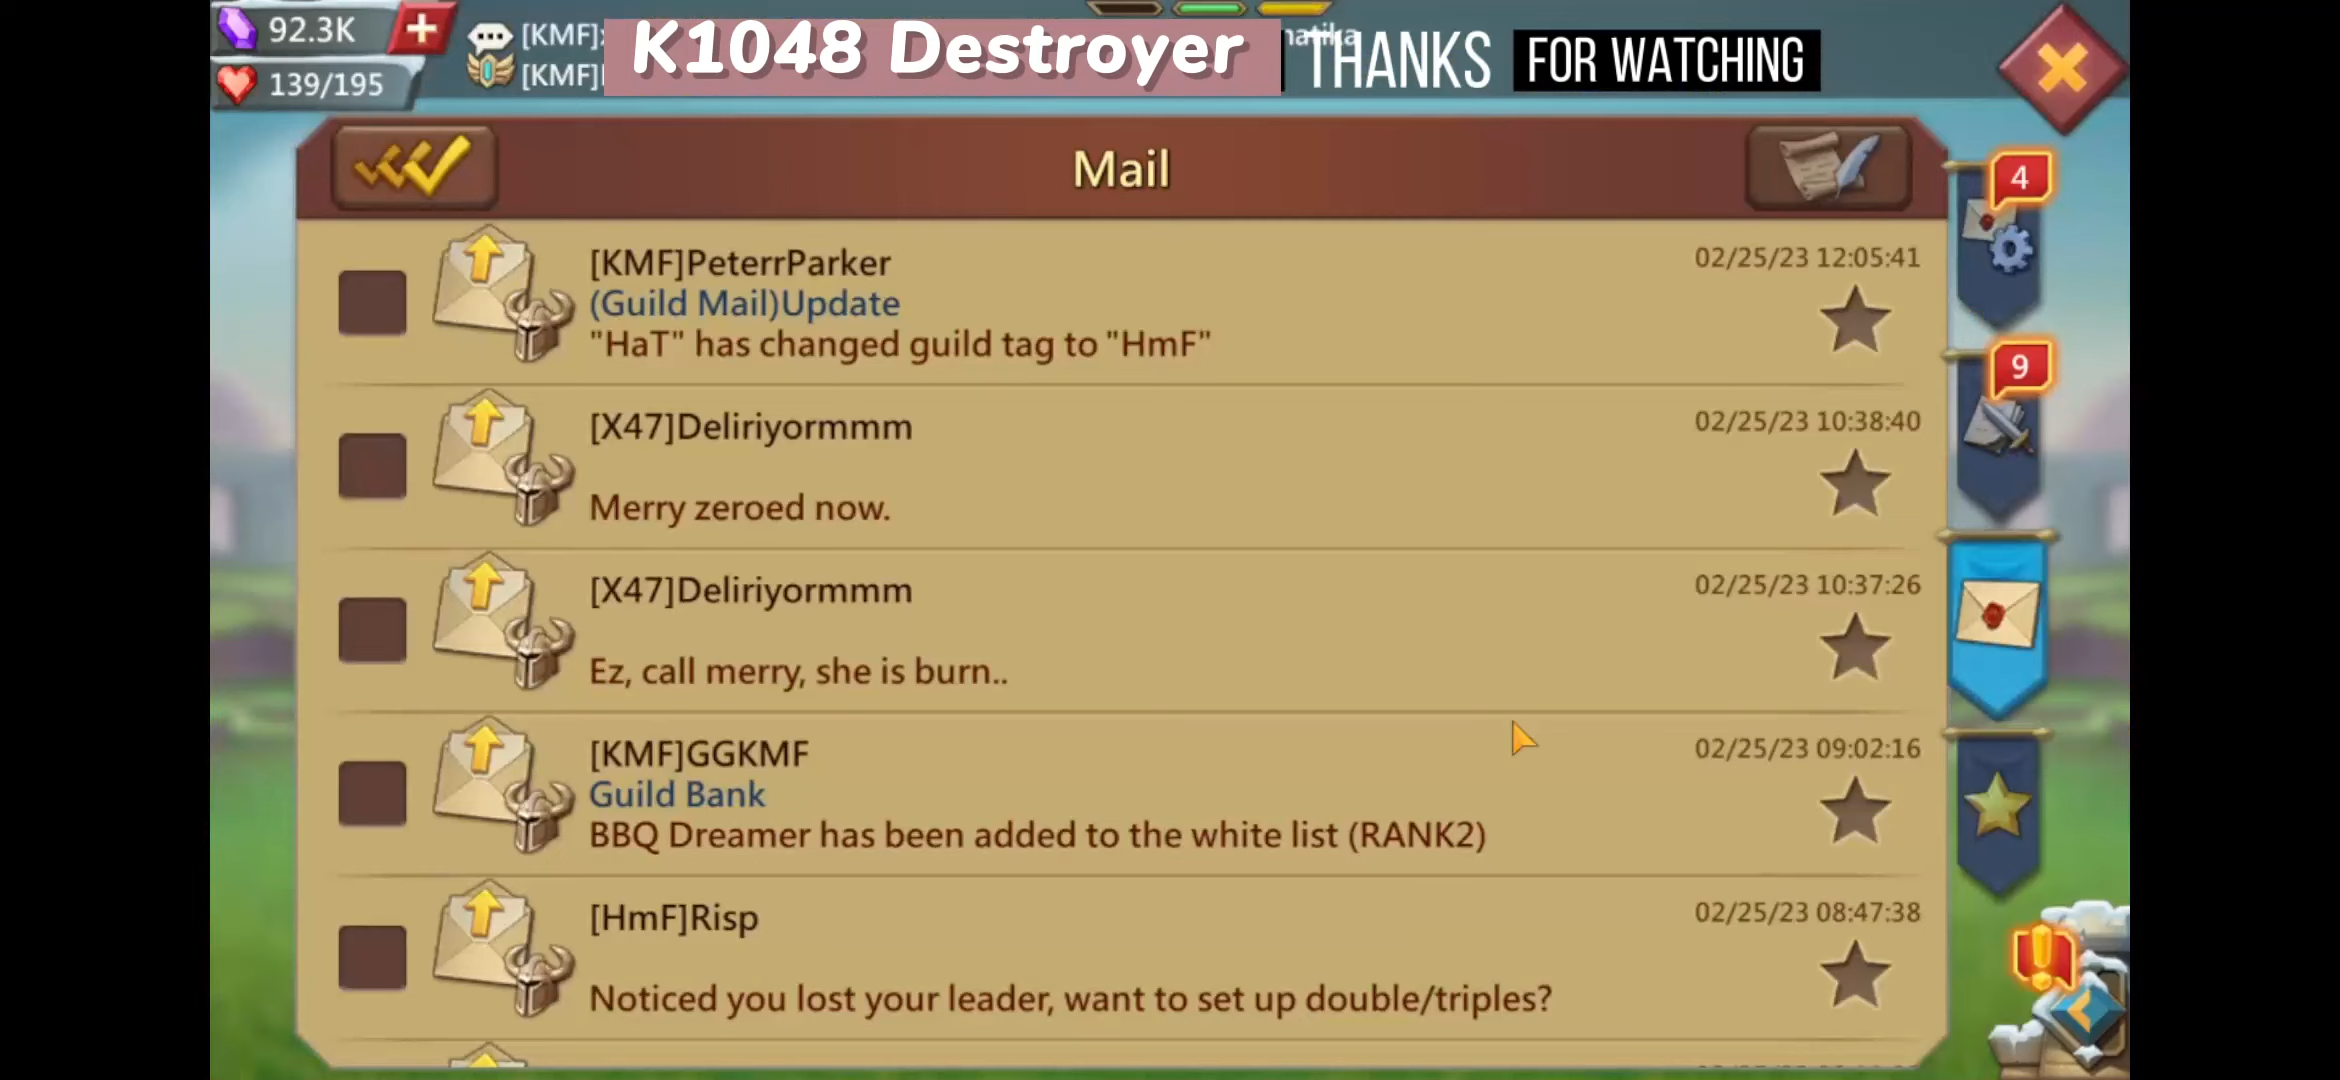 92.3K
139/195
[KMF]
[KMF]
K1048 Destroyer
THANKS FOR WATCHING
Mail
4
9
[KMF]PeterrParker
02/25/23 12:05:41
(Guild Mail)Update
"HaT" has changed guild tag to "HmF"
[X47]Deliriyormmm
02/25/23 10:38:40
Merry zeroed now.
[X47]Deliriyormmm
02/25/23 10:37:26
Ez, call merry, she is burn..
[KMF]GGKMF
02/25/23 09:02:16
Guild Bank
BBQ Dreamer has been added to the white list (RANK2)
[HmF]Risp
02/25/23 08:47:38
Noticed you lost your leader, want to set up double/triples?